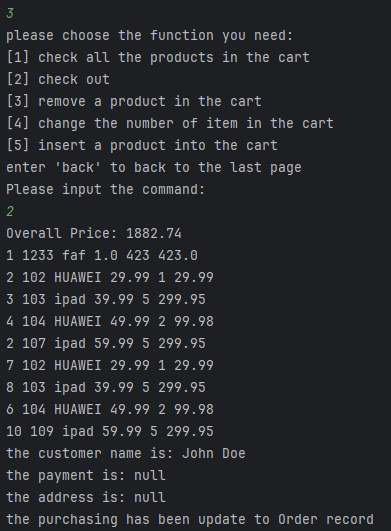 3
please choose the function you need:
[1] check all the products in the cart
[2] check out
[3] remove a product in the cart
[4] change the number of item in the cart
[5] insert a product into the cart
enter 'back' to back to the last page
Please input the command:
2
Overall Price: 1882.74
1 1233 faf 1.0 423 423.0
2 102 HUAWEI 29.99 1 29.99
3 103 ipad 39.99 5 299.95
4 104 HUAWEI 49.99 2 99.98
2 107 ipad 59.99 5 299.95
7 102 HUAWEI 29.99 1 29.99
8 103 ipad 39.99 5 299.95
6 104 HUAWEI 49.99 2 99.98
10 109 ipad 59.99 5 299.95
the customer name is: John Doe
the payment is: null
the address is: null
the purchasing has been update to Order record